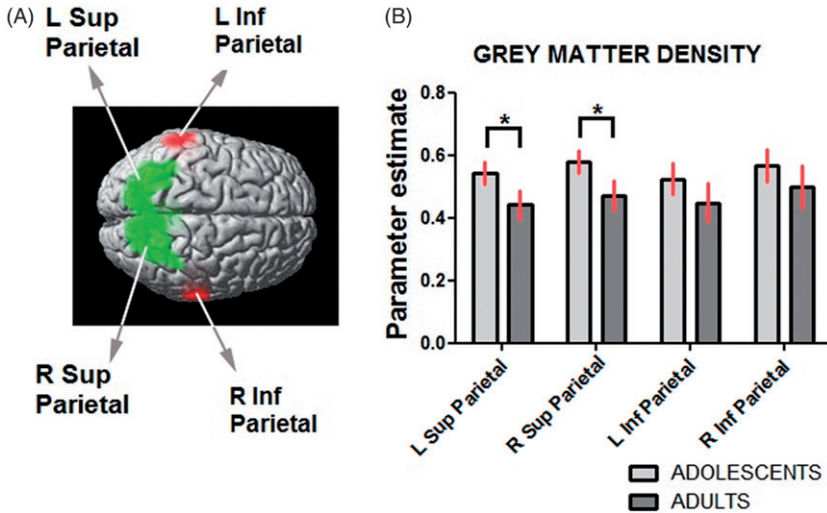 (A)
L Sup
Parietal
L Inf
Parietal
R Sup
Parietal
R Inf
Parietal
(B)
GREY MATTER DENSITY
Parameter estimate
0.8
0.6
0.4
0.2
0.0
*
*
L Sup Parietal
R Sup Parietal
L Inf Parietal
R Inf Parietal
ADOLESCENTS
ADULTS